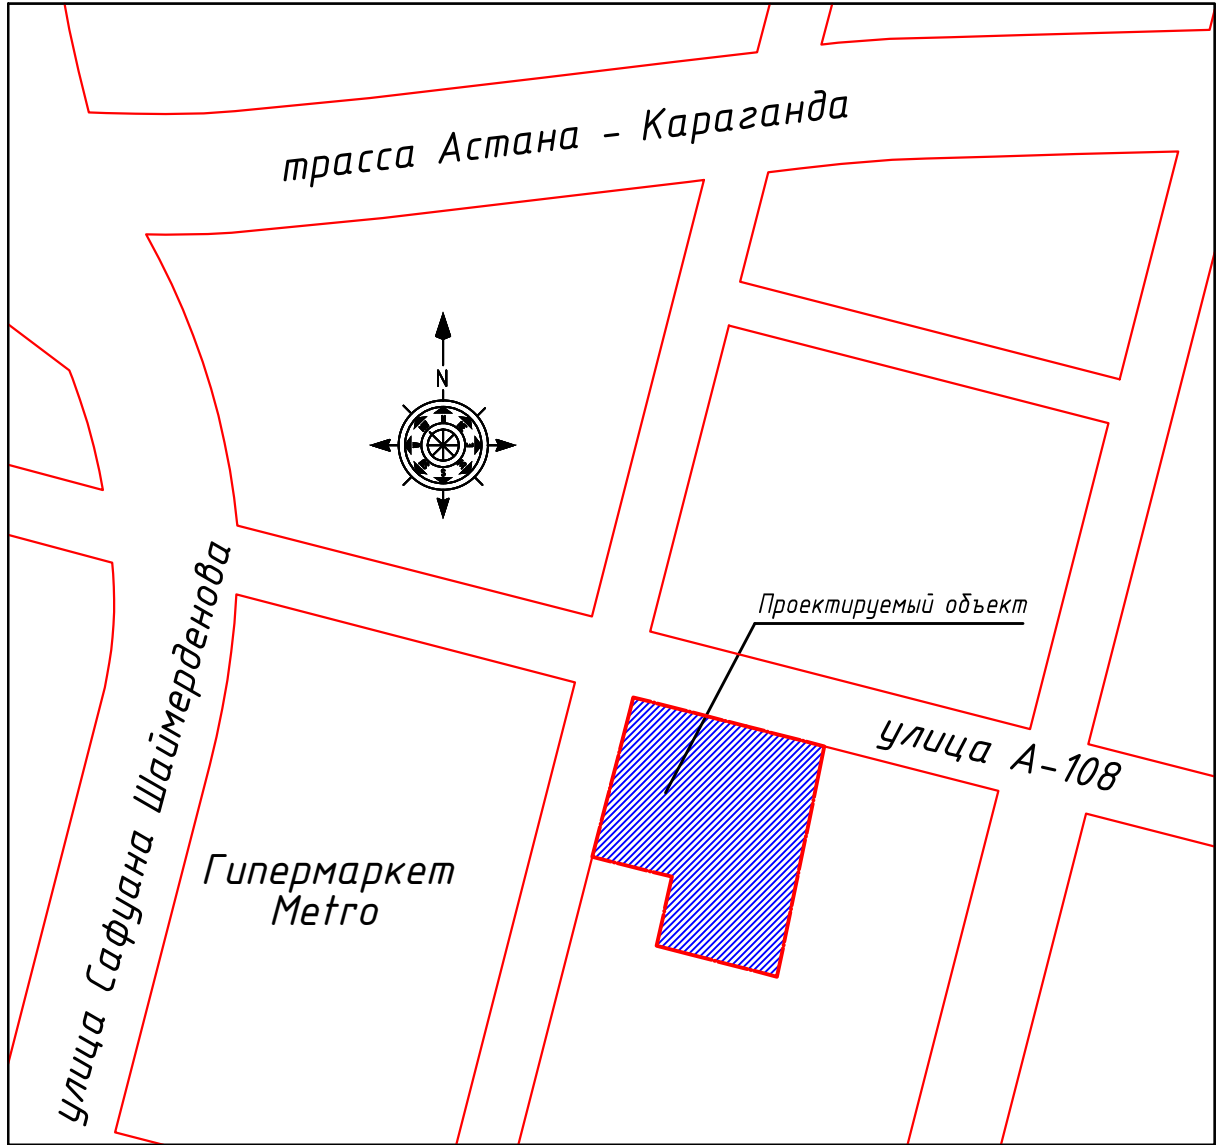 трасса Астана - Караганда
N
Проектируемый объект
улица А-108
улица Сафуана Шаймерденова
Гипермаркет
Metro